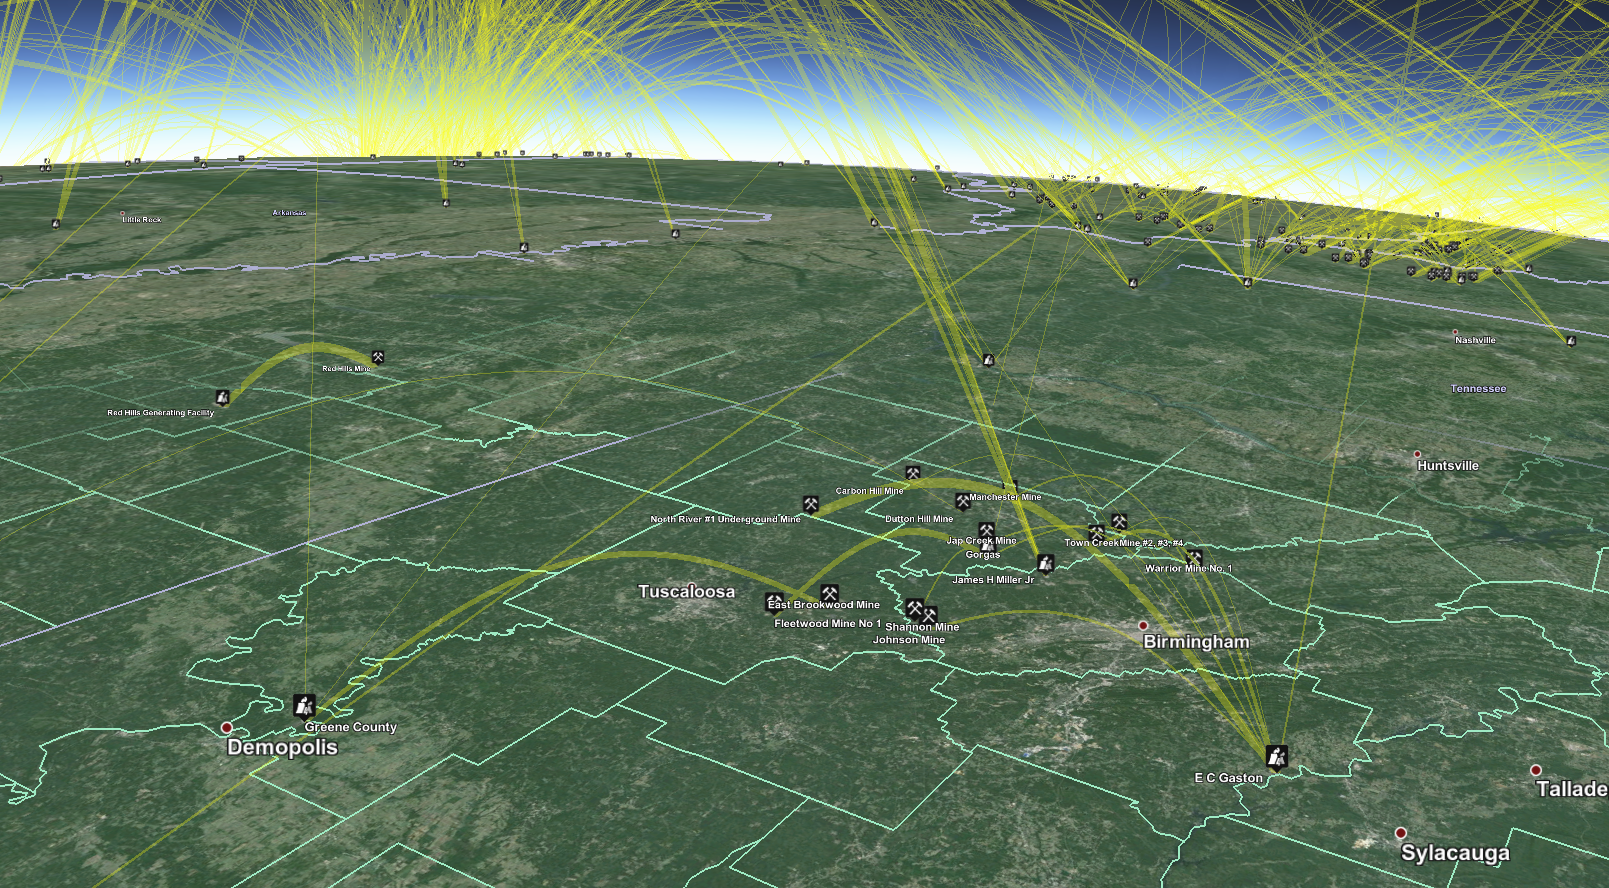 Little Rock
Arkansas
Nashville
Red Hills Mine
Tennessee
Red Hills Generating Facility
Huntsville
Carbon Hill Mine
Manchester Mine
North River #1 Underground Mine
Dutton Hill Mine
Jap Creek Mine
Town CreekMine #2, #3, #4
Gorgas
Warrior Mine No. 1
James H Miller Jr
Tuscaloosa
East Brookwood Mine
Fleetwood Mine No 1
Shannon Mine
Johnson Mine
Birmingham
Greene County
Demopolis
E C Gaston
Tallade
Sylacauga